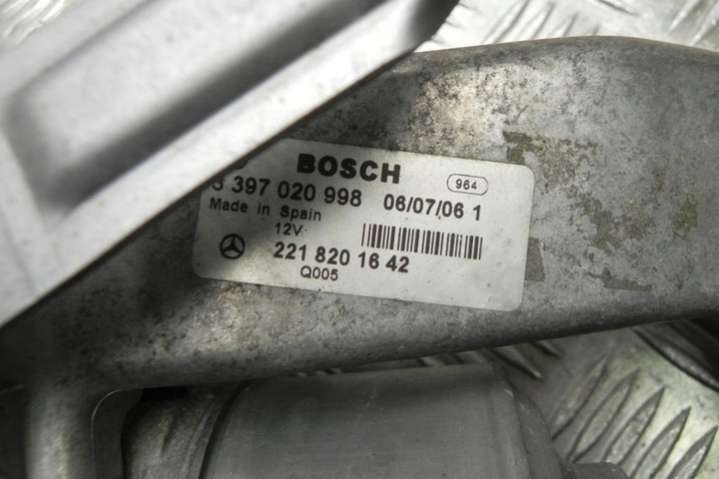 BOSCH 964
3 397 020 998 06/07/06 1
Made in Spain
12V
221 820 16 42
Q005